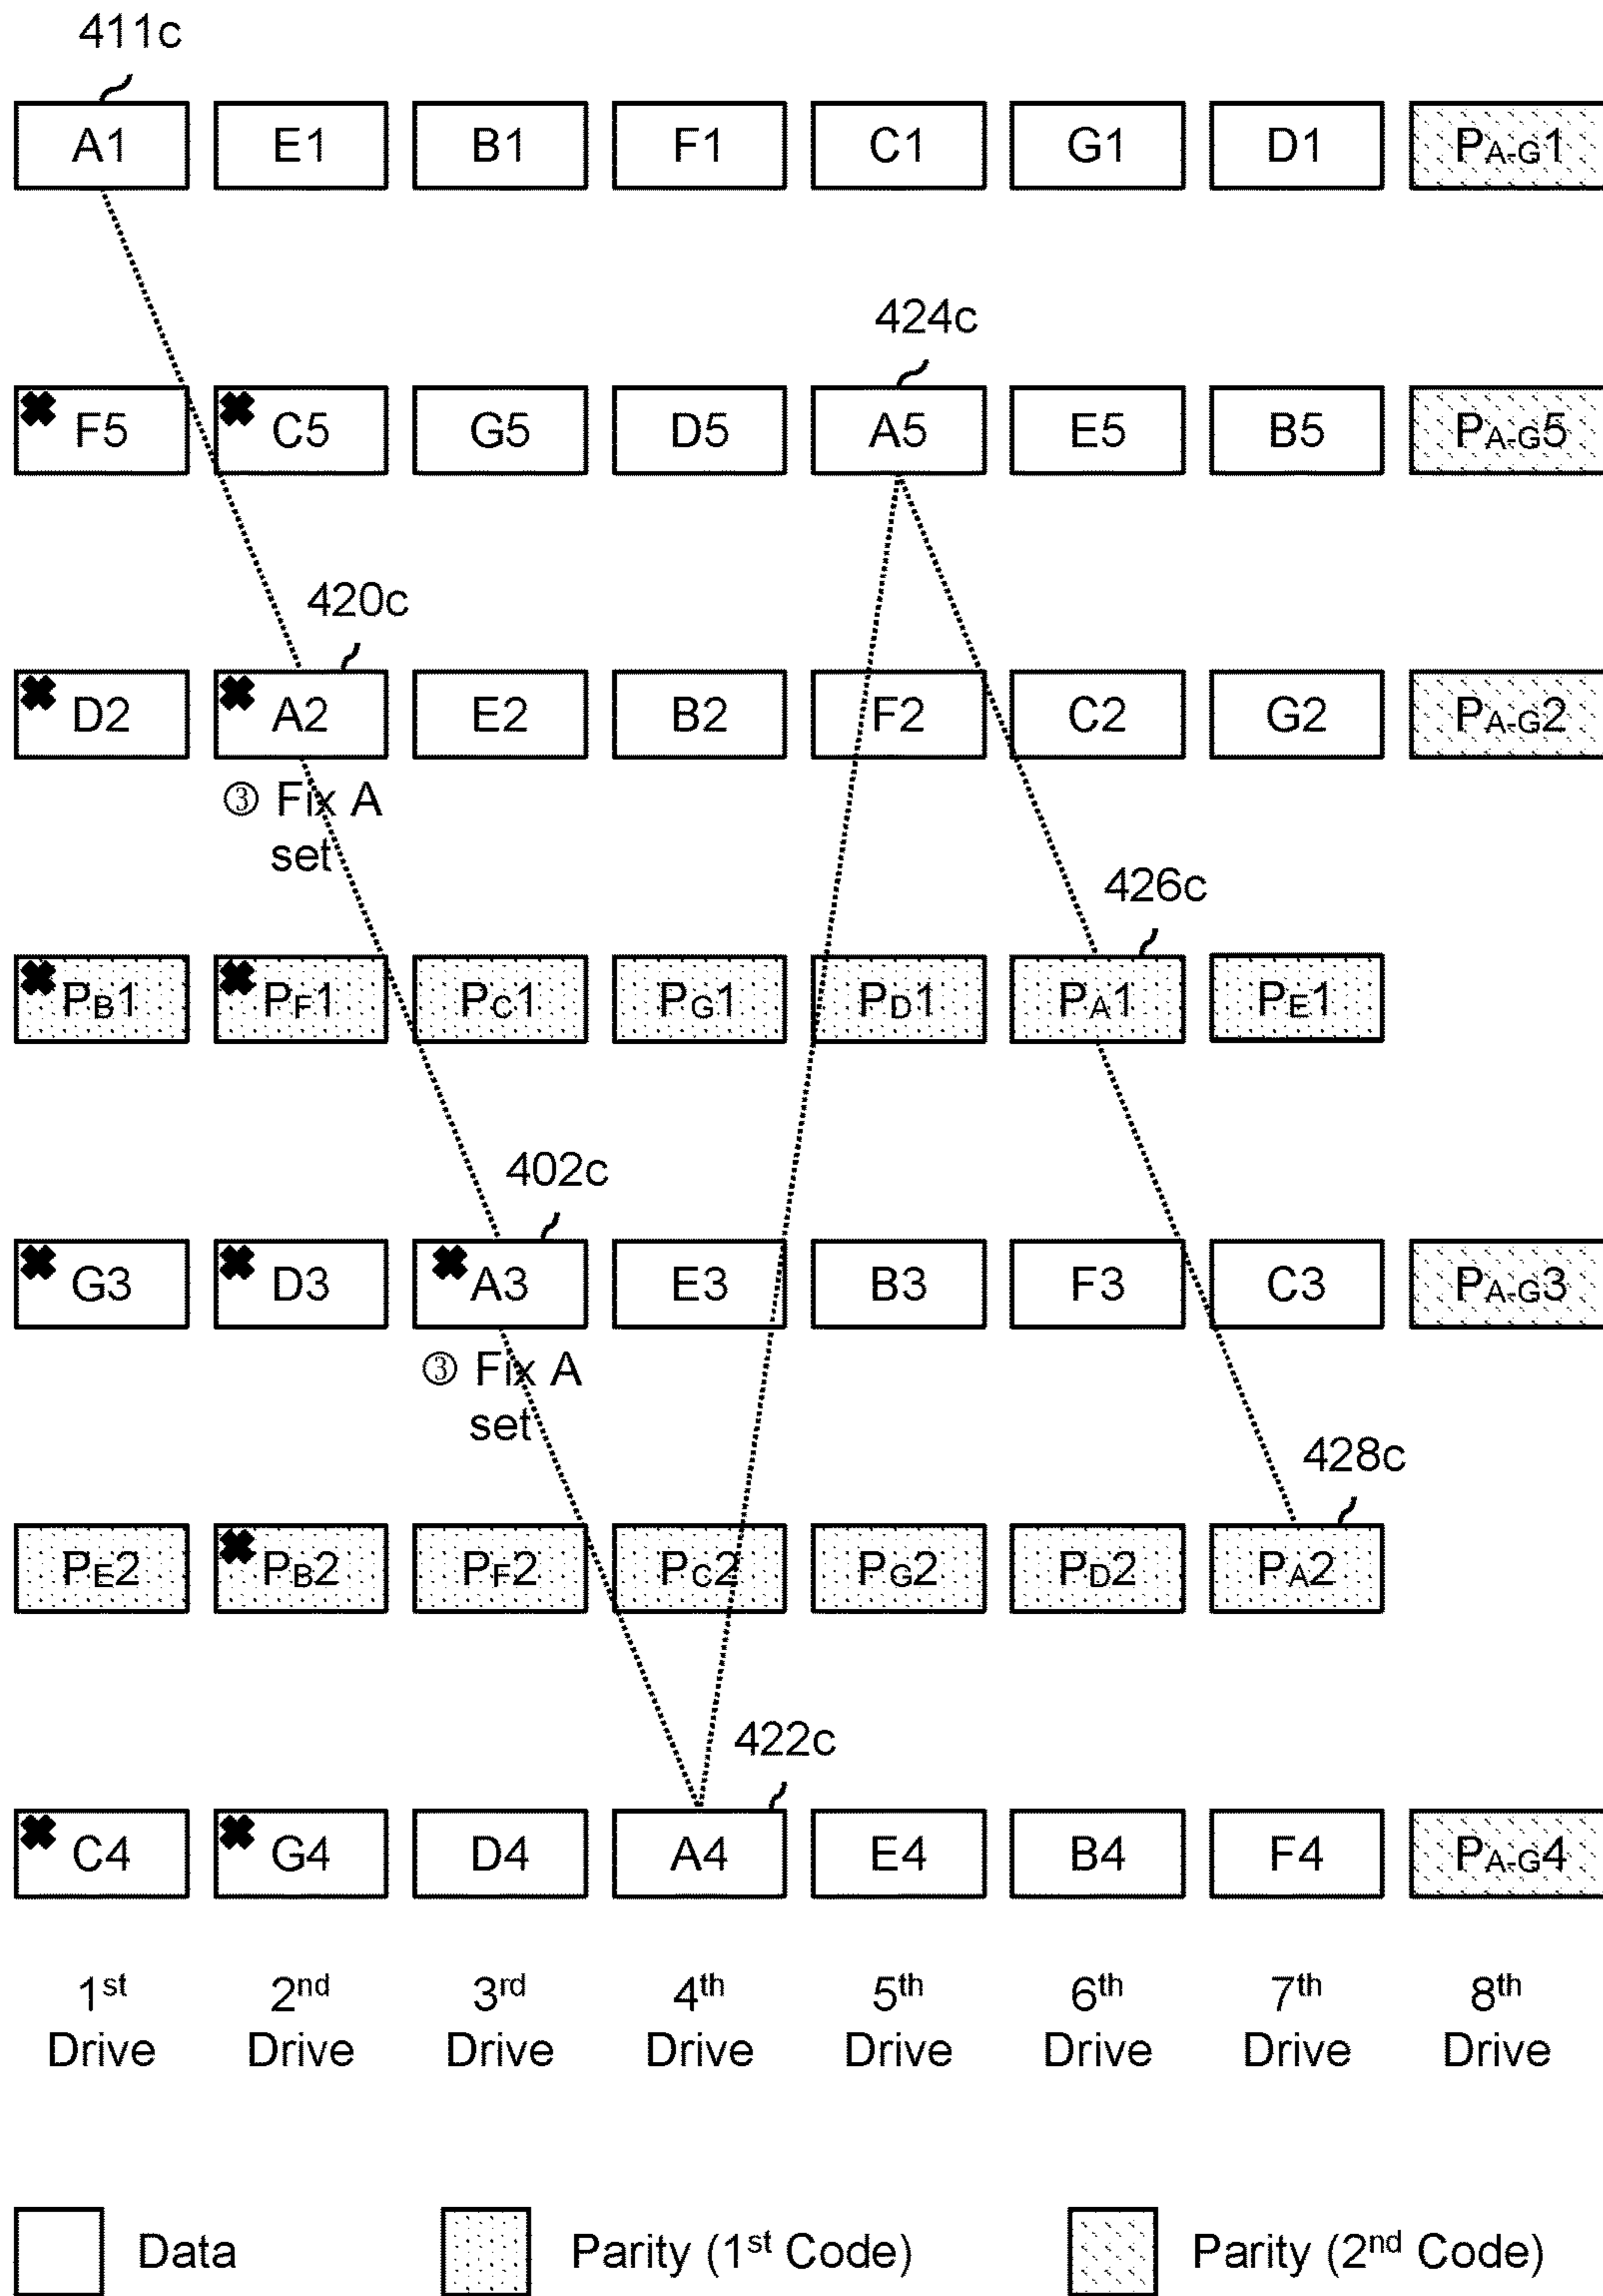 411c
A1 E1 B1 F1 C1 G1 D1 PA-G1
424c
F5 C5 G5 D5 A5 E5 B5 PA-G5
420c
D2 A2 E2 B2 F2 C2 G2 PA-G2
③ Fix A
set
426c
PB1 PF1 PC1 PG1 PD1 PA1 PE1
402c
G3 D3 A3 E3 B3 F3 C3 PA-G3
③ Fix A
set
428c
PE2 PB2 PF2 PC2 PG2 PD2 PA2
422c
C4 G4 D4 A4 E4 B4 F4 PA-G4
1st 2nd 3rd 4th 5th 6th 7th 8th
Drive Drive Drive Drive Drive Drive Drive Drive
Data Parity (1st Code) Parity (2nd Code)